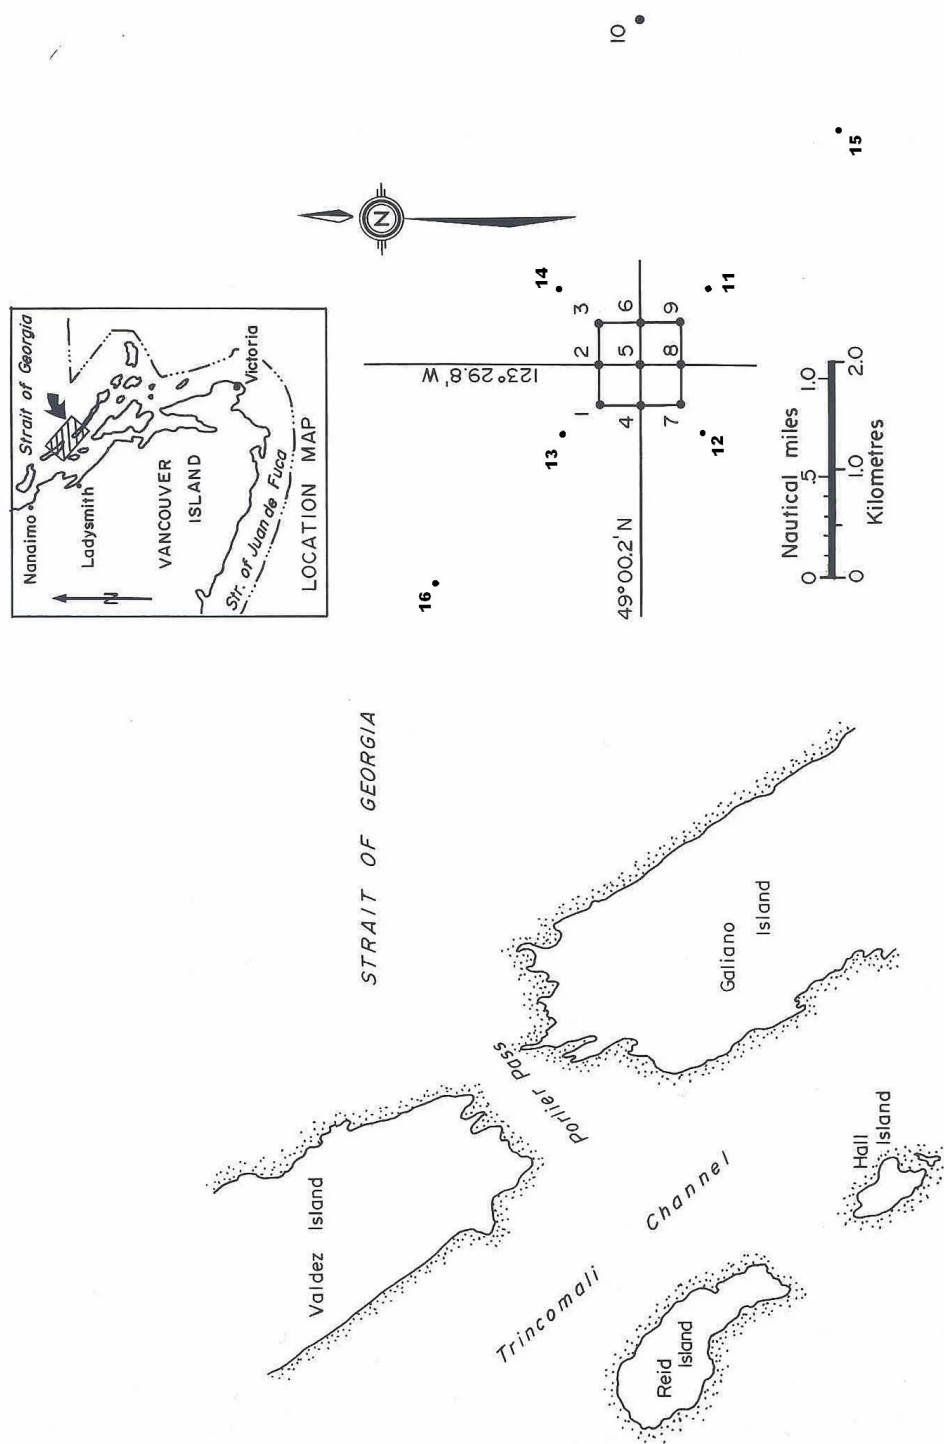 Nanaimo
Strait of Georgia
Ladysmith
VANCOUVER
ISLAND
Victoria
Str. of Juan de Fuca
LOCATION MAP
N
N
STRAIT OF GEORGIA
Valdez Island
Porlier Pass
Trincomali Channel
Reid
Island
Hall
Island
Galiano
Island
16
13
14
1
2
3
4
5
6
7
8
9
12
11
10
15
123°29.8' W
49°00.2' N
Nautical miles
0 .5 1.0
0 1.0 2.0
Kilometres